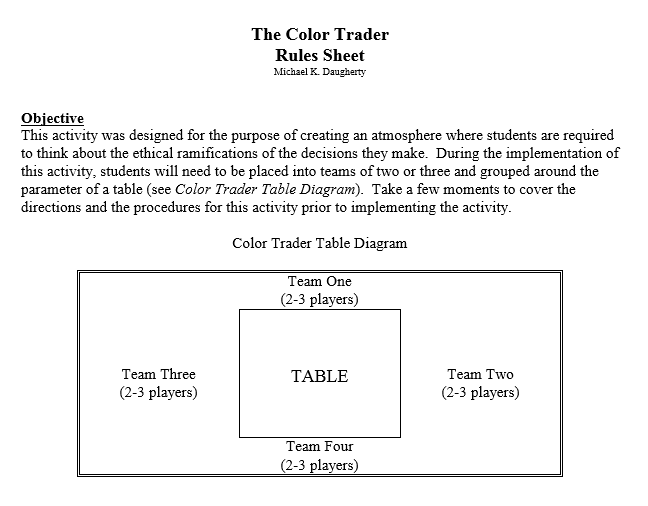 The Color Trader
Rules Sheet
Michael K. Daugherty
Objective
This activity was designed for the purpose of creating an atmosphere where students are required
to think about the ethical ramifications of the decisions they make. During the implementation of
this activity, students will need to be placed into teams of two or three and grouped around the
parameter of a table (see Color Trader Table Diagram). Take a few moments to cover the
directions and the procedures for this activity prior to implementing the activity.
Color Trader Table Diagram
Team One
(2-3 players)
Team Three
(2-3 players)
TABLE
Team Two
(2-3 players)
Team Four
(2-3 players)